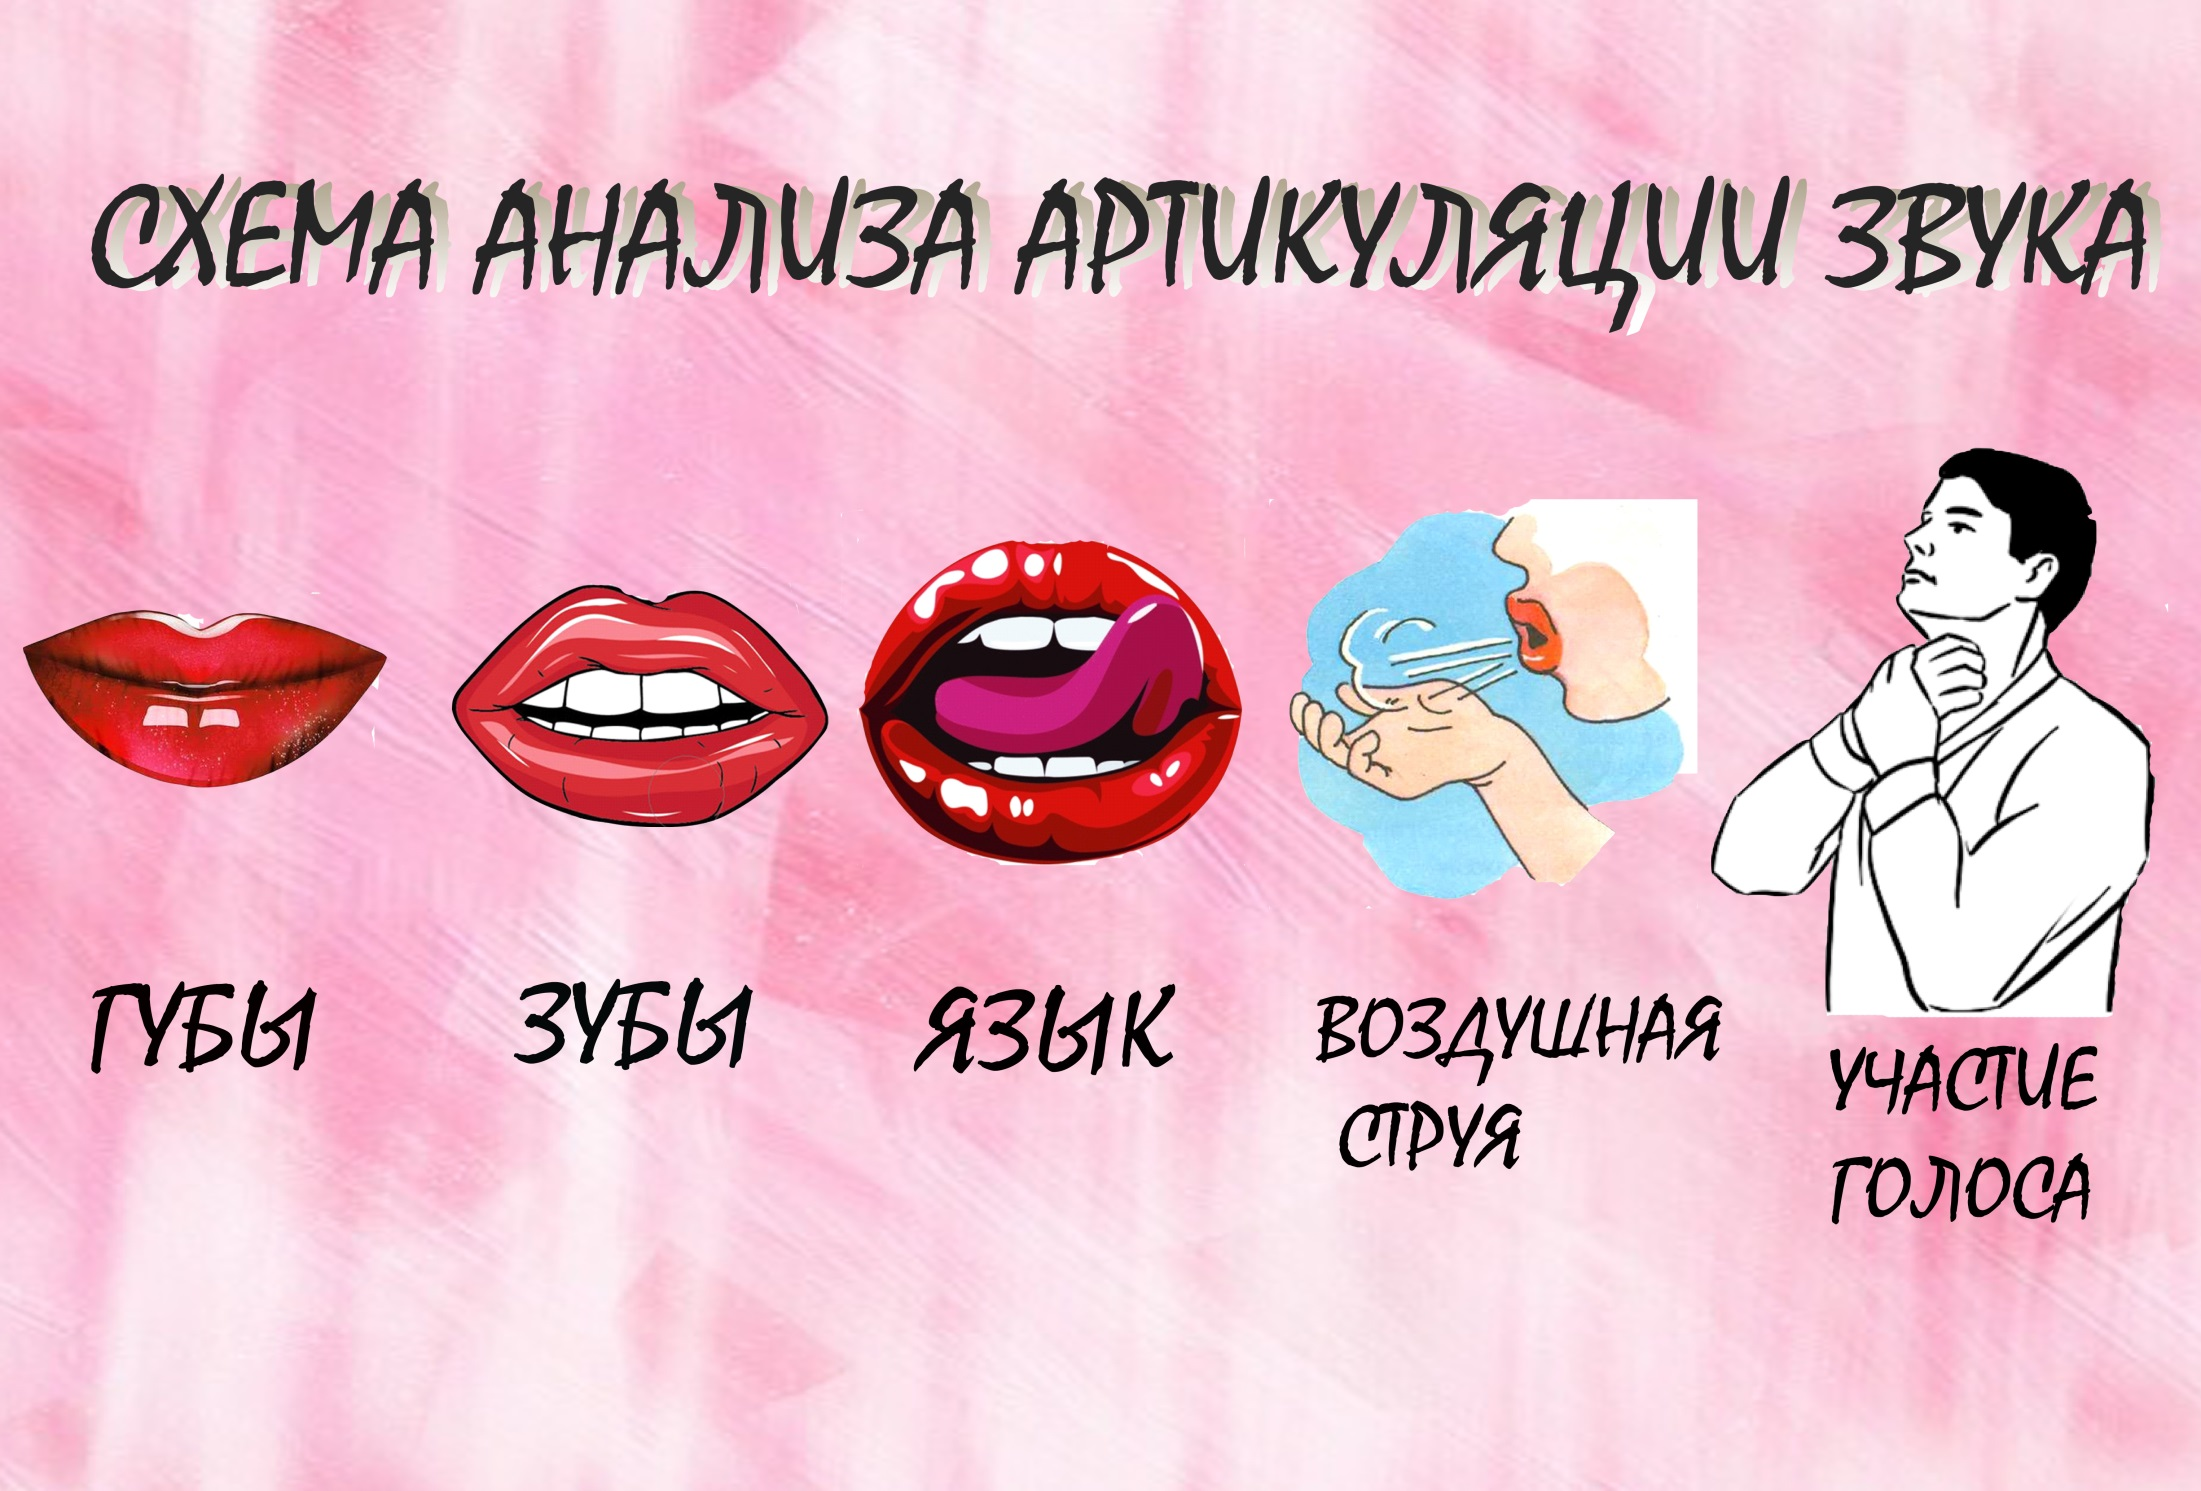 СХЕМА АНАЛИЗА АРТИКУЛЯЦИИ ЗВУКА
ГУБЫ
ЗУБЫ
ЯЗЫК
ВОЗДУШНАЯ
СТРУЯ
УЧАСТИЕ
ГОЛОСА